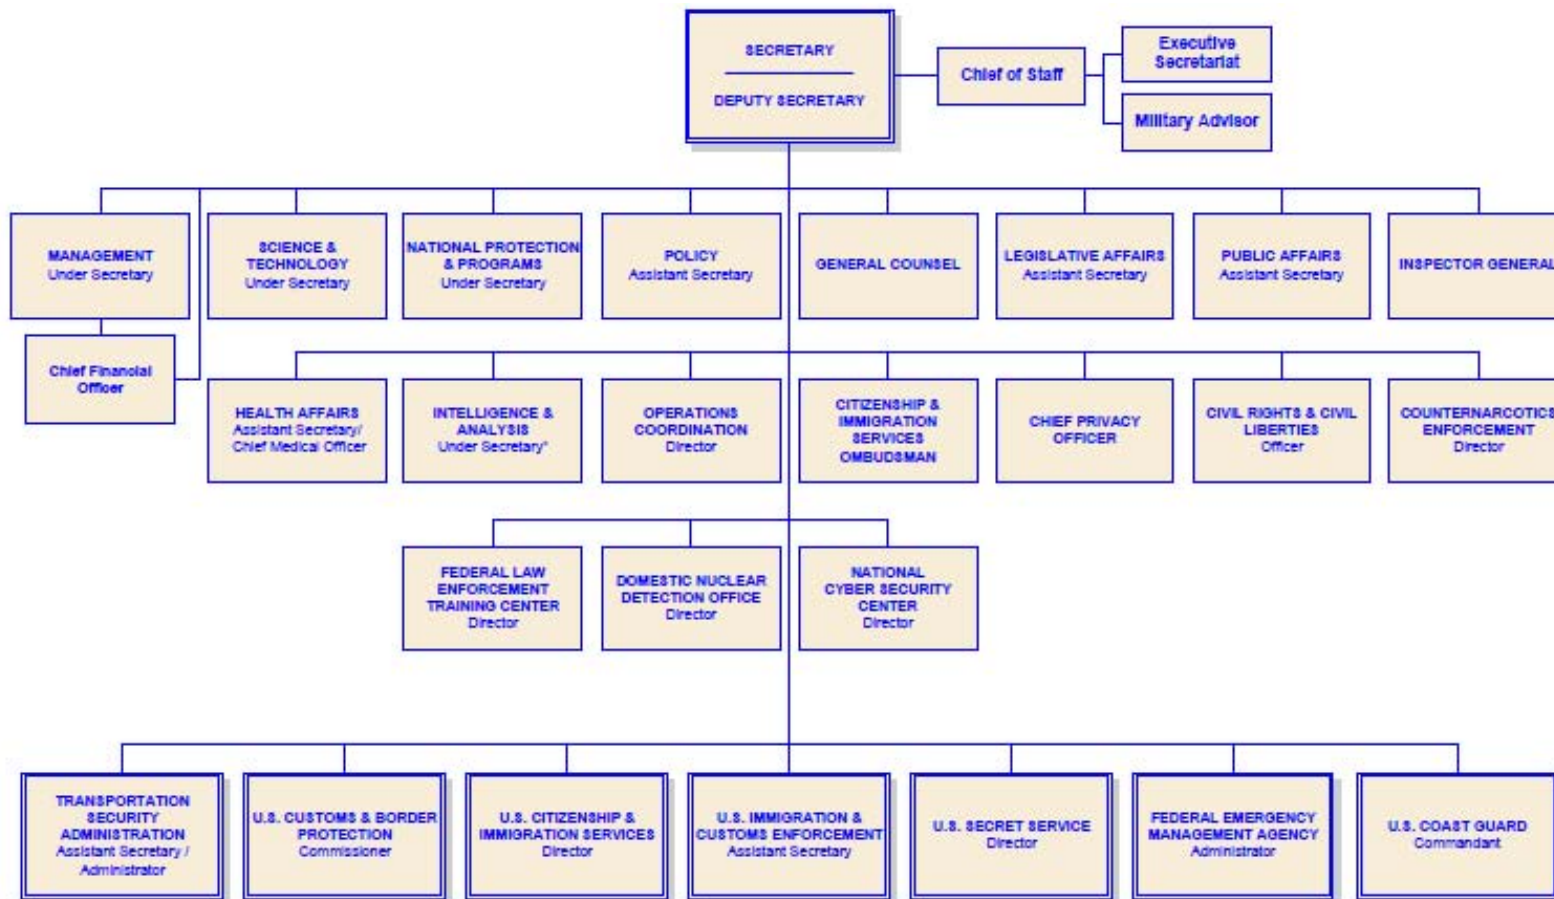 SECRETARY
DEPUTY SECRETARY
Chief of Staff
Executive
Secretariat
Military Advisor
MANAGEMENT
Under Secretary
SCIENCE &
TECHNOLOGY
Under Secretary
NATIONAL PROTECTION
& PROGRAMS
Under Secretary
POLICY
Assistant Secretary
GENERAL COUNSEL
LEGISLATIVE AFFAIRS
Assistant Secretary
PUBLIC AFFAIRS
Assistant Secretary
INSPECTOR GENERAL
Chief Financial
Officer
HEALTH AFFAIRS
Assistant Secretary/
Chief Medical Officer
INTELLIGENCE &
ANALYSIS
Under Secretary*
OPERATIONS
COORDINATION
Director
CITIZENSHIP &
IMMIGRATION
SERVICES
OMBUDSMAN
CHIEF PRIVACY
OFFICER
CIVIL RIGHTS & CIVIL
LIBERTIES
Officer
COUNTERNARCOTICS
ENFORCEMENT
Director
FEDERAL LAW
ENFORCEMENT
TRAINING CENTER
Director
DOMESTIC NUCLEAR
DETECTION OFFICE
Director
NATIONAL
CYBER SECURITY
CENTER
Director
TRANSPORTATION
SECURITY
ADMINISTRATION
Assistant Secretary /
Administrator
U.S. CUSTOMS & BORDER
PROTECTION
Commissioner
U.S. CITIZENSHIP &
IMMIGRATION SERVICES
Director
U.S. IMMIGRATION &
CUSTOMS ENFORCEMENT
Assistant Secretary
U.S. SECRET SERVICE
Director
FEDERAL EMERGENCY
MANAGEMENT AGENCY
Administrator
U.S. COAST GUARD
Commandant